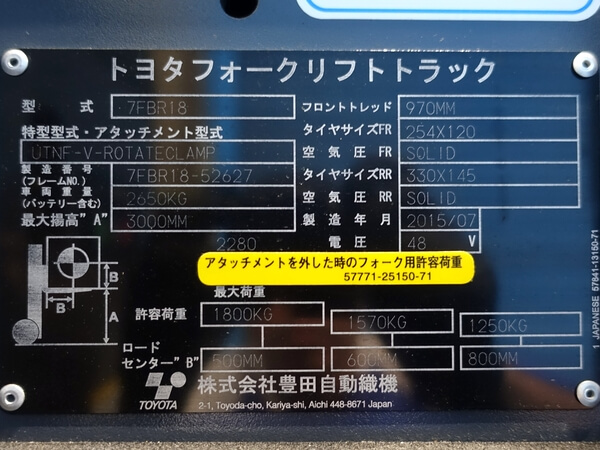 トヨタフォークリフトトラック
型 式 7FBR18 フロントトレッド 970MM
特型型式・アタッチメント型式 タイヤサイズFR 254X120
UTNF-V-ROTATECLAMP 空気圧 FR SOLID
製造番号 (フレームNO.) 7FBR18-52627 タイヤサイズRR 330X145
車両重量 (バッテリー含む) 2650KG 空気圧 RR SOLID
最大揚高"A" 3000MM 製造年月 2015/07
2280 電圧 48 V
アタッチメントを外した時のフォーク用許容荷重
57771-25150-71
B
B
A
最大荷重
許容荷重 1800KG 1570KG 1250KG
ロード
センター"B" 500MM 600MM 800MM
TOYOTA 株式会社豊田自動織機
2-1, Toyoda-cho, Kariya-shi, Aichi 448-8671 Japan
1 JAPANESE 57641-13150-71